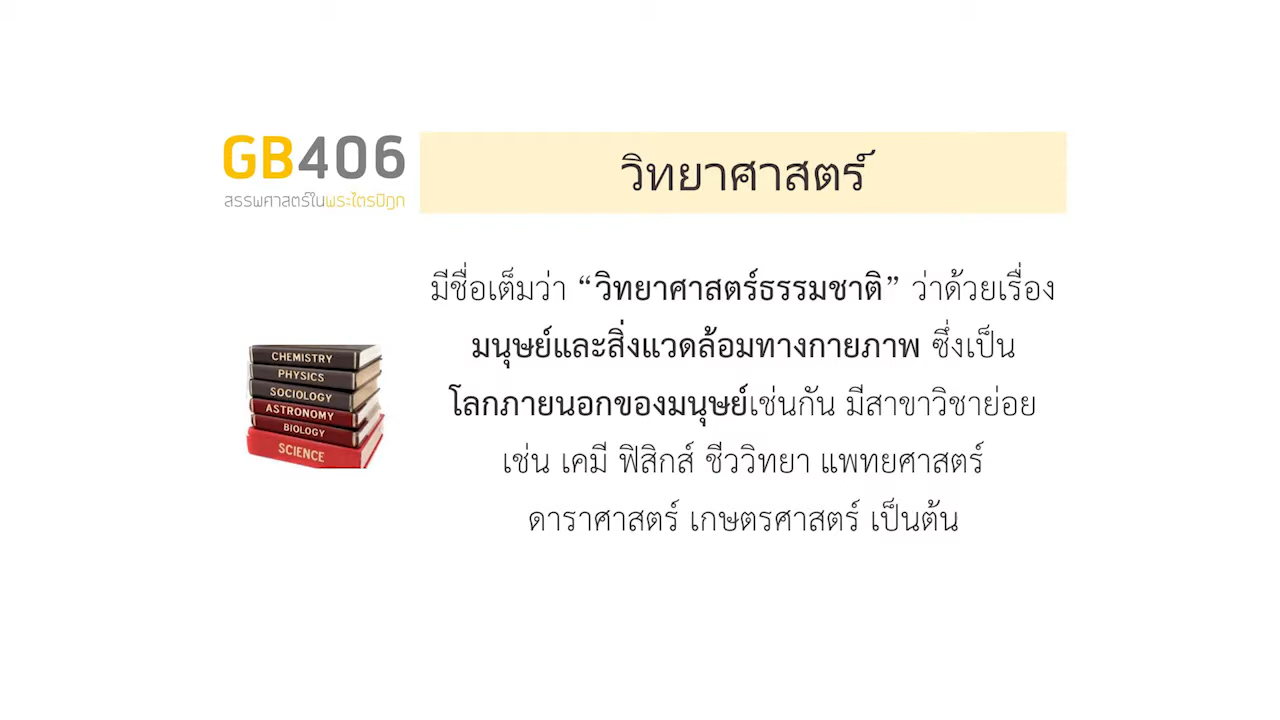 GB406
สรรพศาสตร์ในพระไตรปิฎก
วิทยาศาสตร์
มีชื่อเต็มว่า “วิทยาศาสตร์ธรรมชาติ” ว่าด้วยเรื่อง
มนุษย์และสิ่งแวดล้อมทางกายภาพ ซึ่งเป็น
โลกภายนอกของมนุษย์เช่นกัน มีสาขาวิชาย่อย
เช่น เคมี ฟิสิกส์ ชีววิทยา แพทยศาสตร์
ดาราศาสตร์ เกษตรศาสตร์ เป็นต้น
CHEMISTRY
PHYSICS
SOCIOLOGY
ASTRONOMY
BIOLOGY
SCIENCE